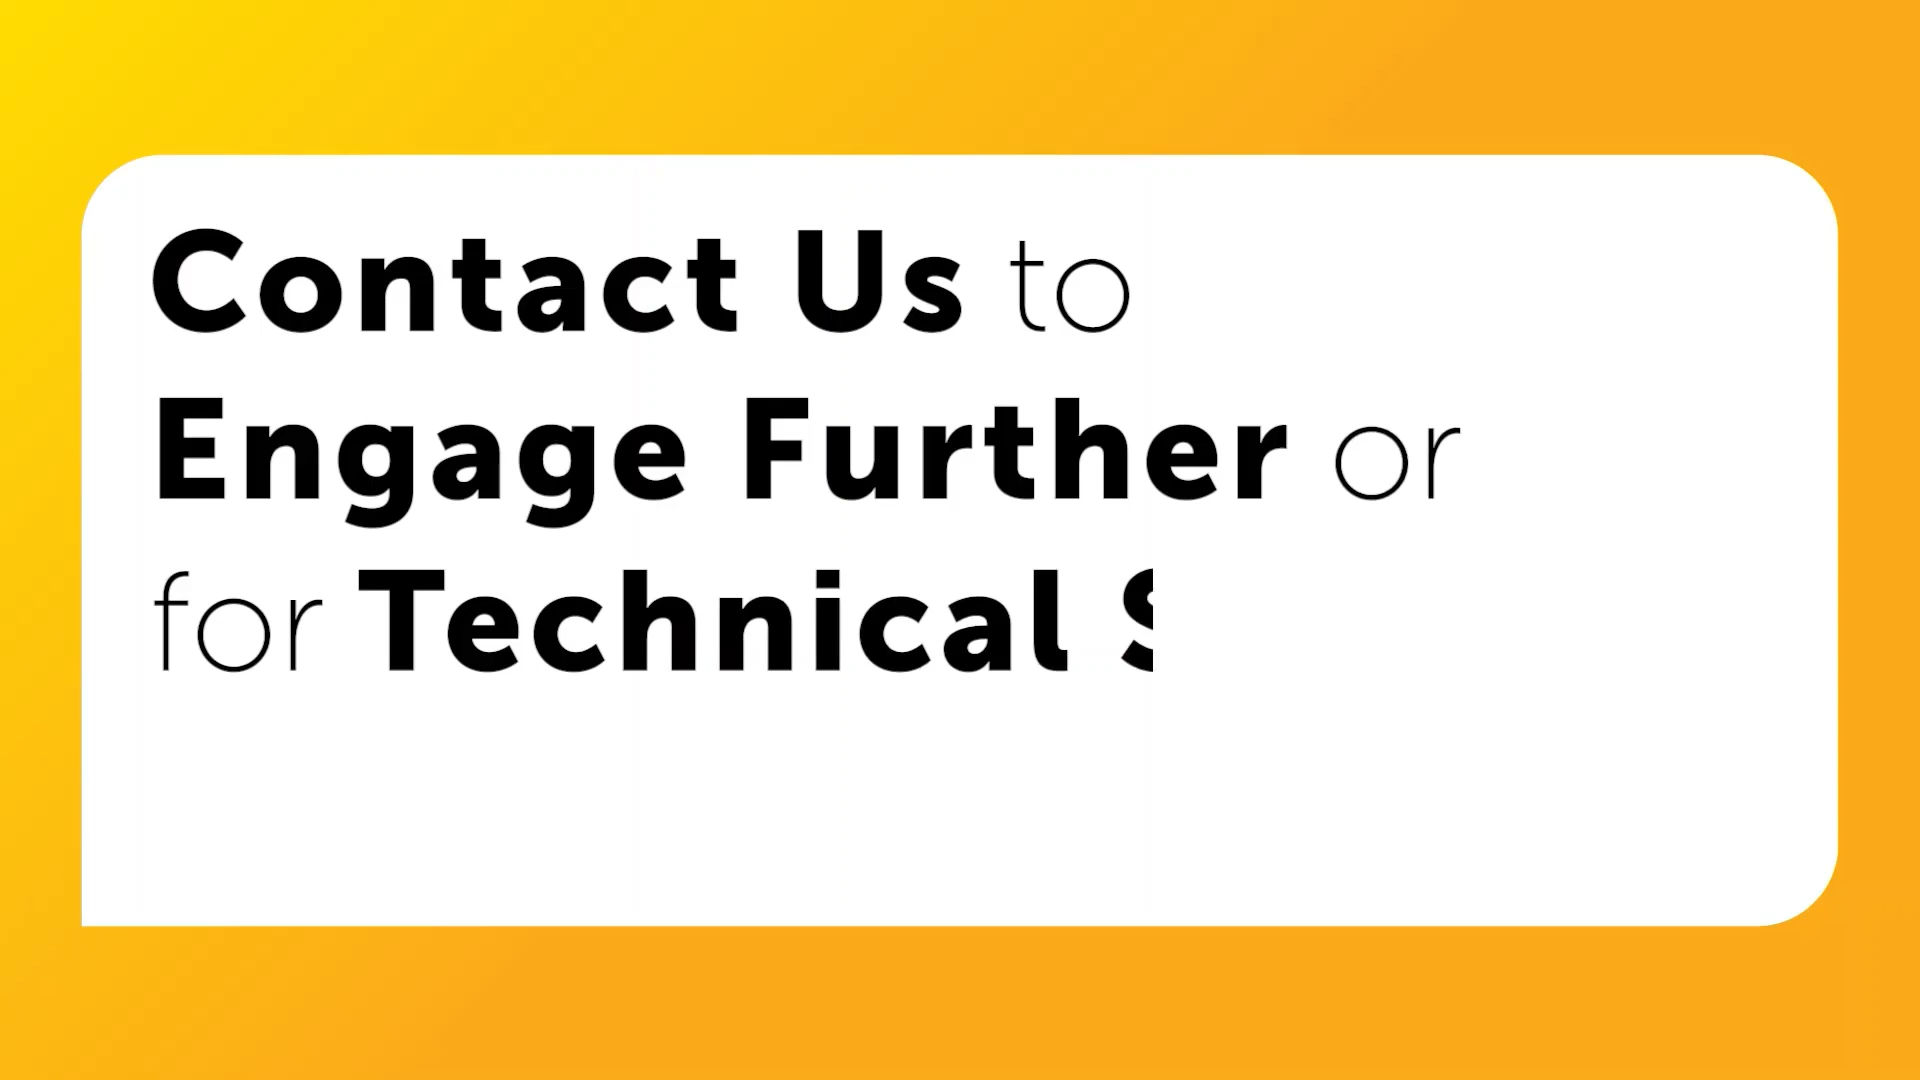 Contact Us to
Engage Further or
for Technical